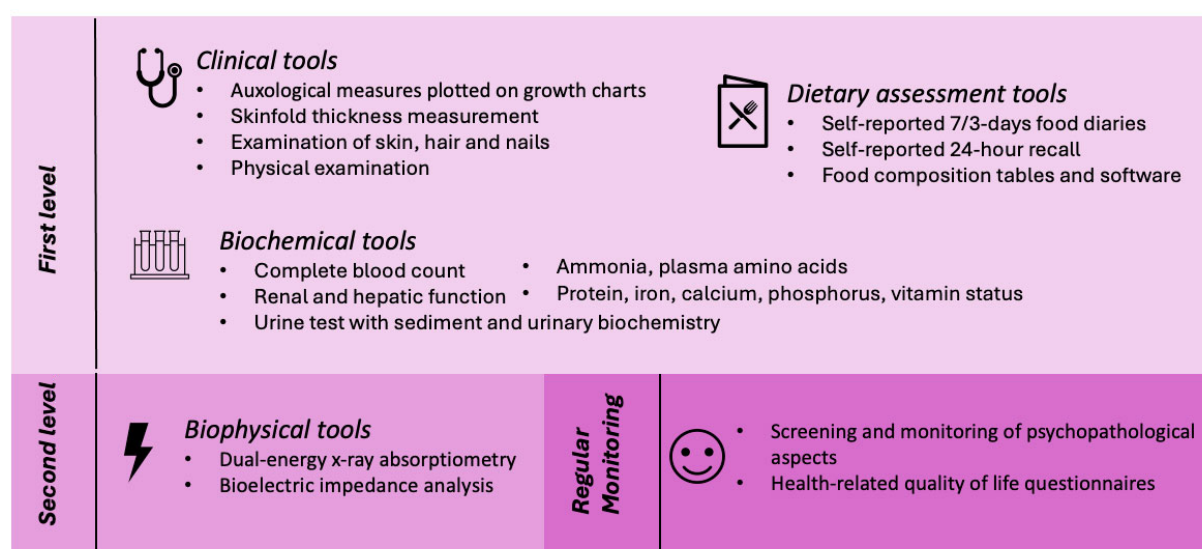 First level
Clinical tools
• Auxological measures plotted on growth charts
• Skinfold thickness measurement
• Examination of skin, hair and nails
• Physical examination
Dietary assessment tools
• Self-reported 7/3-days food diaries
• Self-reported 24-hour recall
• Food composition tables and software
Biochemical tools
• Complete blood count
• Renal and hepatic function
• Urine test with sediment and urinary biochemistry
• Ammonia, plasma amino acids
• Protein, iron, calcium, phosphorus, vitamin status
Second level
Biophysical tools
• Dual-energy x-ray absorptiometry
• Bioelectric impedance analysis
Regular
Monitoring
• Screening and monitoring of psychopathological
aspects
• Health-related quality of life questionnaires